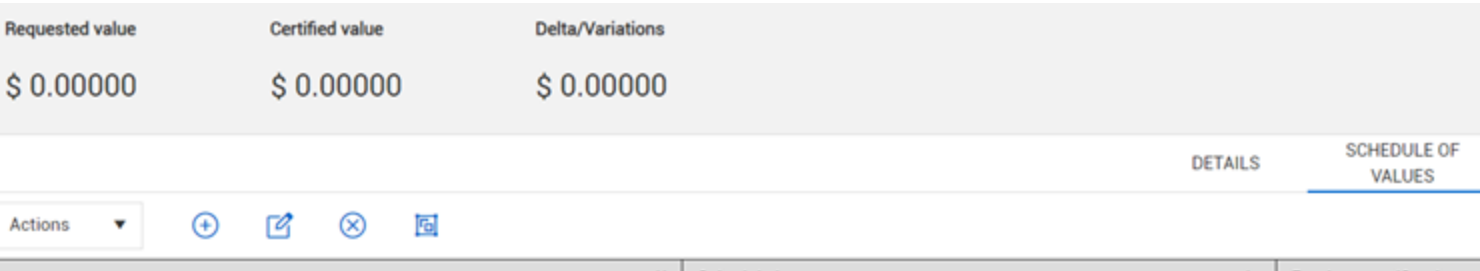 Requested value Certified value Delta/Variations
$ 0.00000 $ 0.00000 $ 0.00000
DETAILS SCHEDULE OF
VALUES
Actions